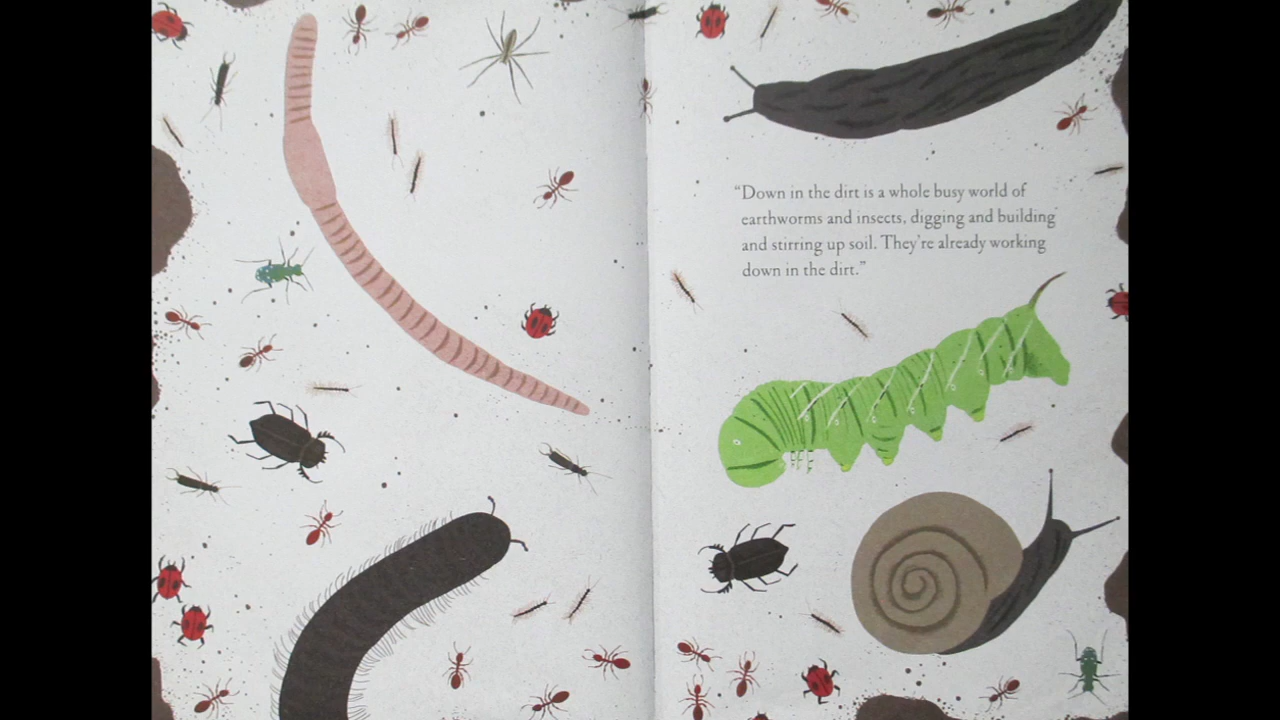 “Down in the dirt is a whole busy world of
earthworms and insects, digging and building
and stirring up soil. They’re already working
down in the dirt.”